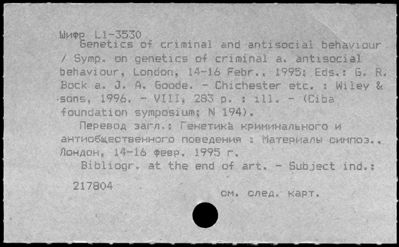 Шифр L1-3530
Genetics of criminal and antisocial behaviour
/ Symp. on genetics of criminal a. antisocial
behaviour, London, 14-16 Febr., 1995; Eds.: G. R.
Bock a. J. A. Goode. - Chichester etc. : Wiley &
sons, 1996. - VIII, 283 p. : ill. - (Ciba
foundation symposium; N 194).
Перевод загл.: Генетика криминального и
антиобщественного поведения : Материалы симпоз.,
Лондон, 14-16 февр. 1995 г.
Bibliogr. at the end of art. - Subject ind.:
217804
см. след. карт.